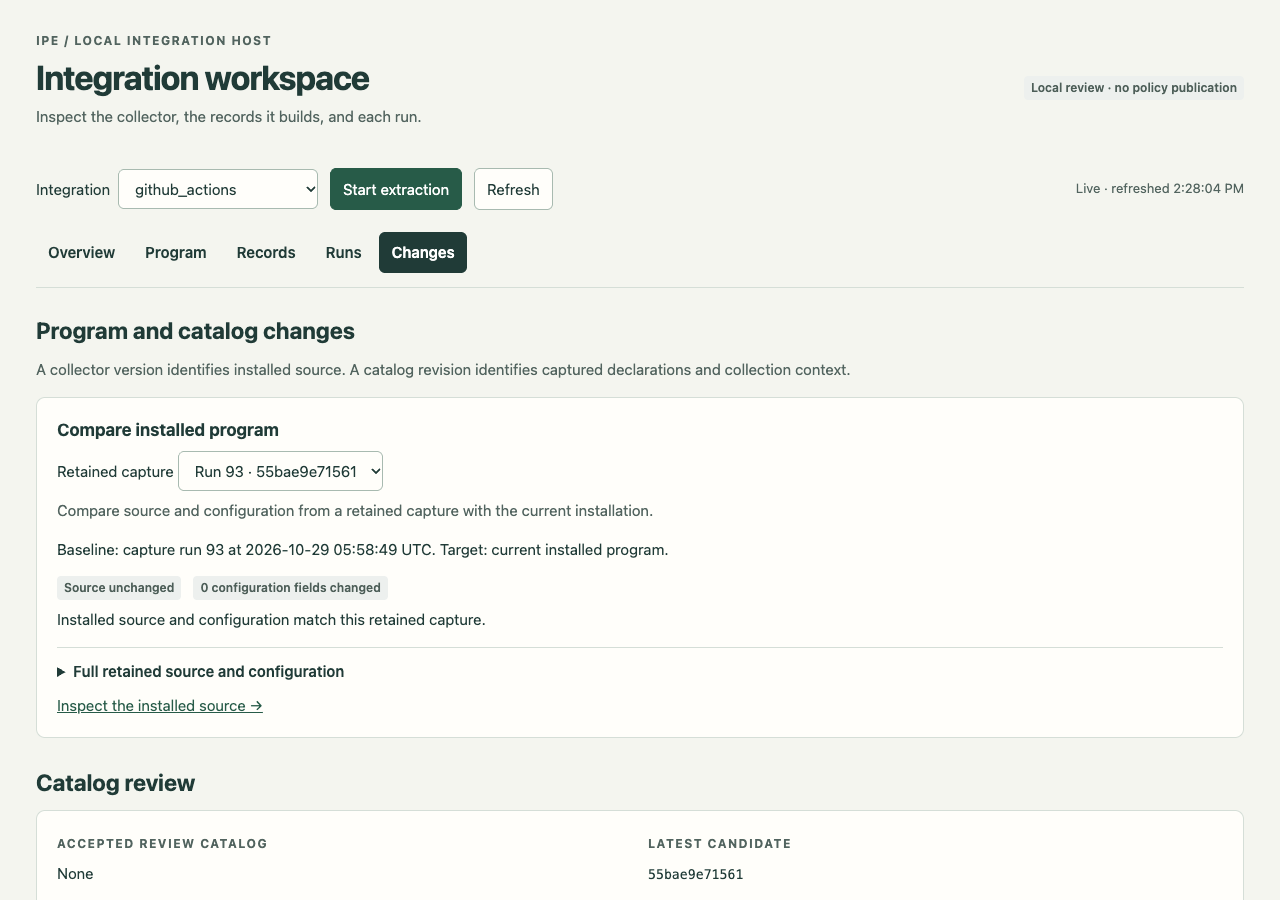 IPE / LOCAL INTEGRATION HOST
Integration workspace
Local review · no policy publication
Inspect the collector, the records it builds, and each run.
Integration github_actions Start extraction Refresh Live · refreshed 2:28:04 PM
Overview Program Records Runs Changes
Program and catalog changes
A collector version identifies installed source. A catalog revision identifies captured declarations and collection context.
Compare installed program
Retained capture Run 93 · 55bae9e71561
Compare source and configuration from a retained capture with the current installation.
Baseline: capture run 93 at 2026-10-29 05:58:49 UTC. Target: current installed program.
Source unchanged 0 configuration fields changed
Installed source and configuration match this retained capture.
Full retained source and configuration
Inspect the installed source →
Catalog review
ACCEPTED REVIEW CATALOG LATEST CANDIDATE
None 55bae9e71561